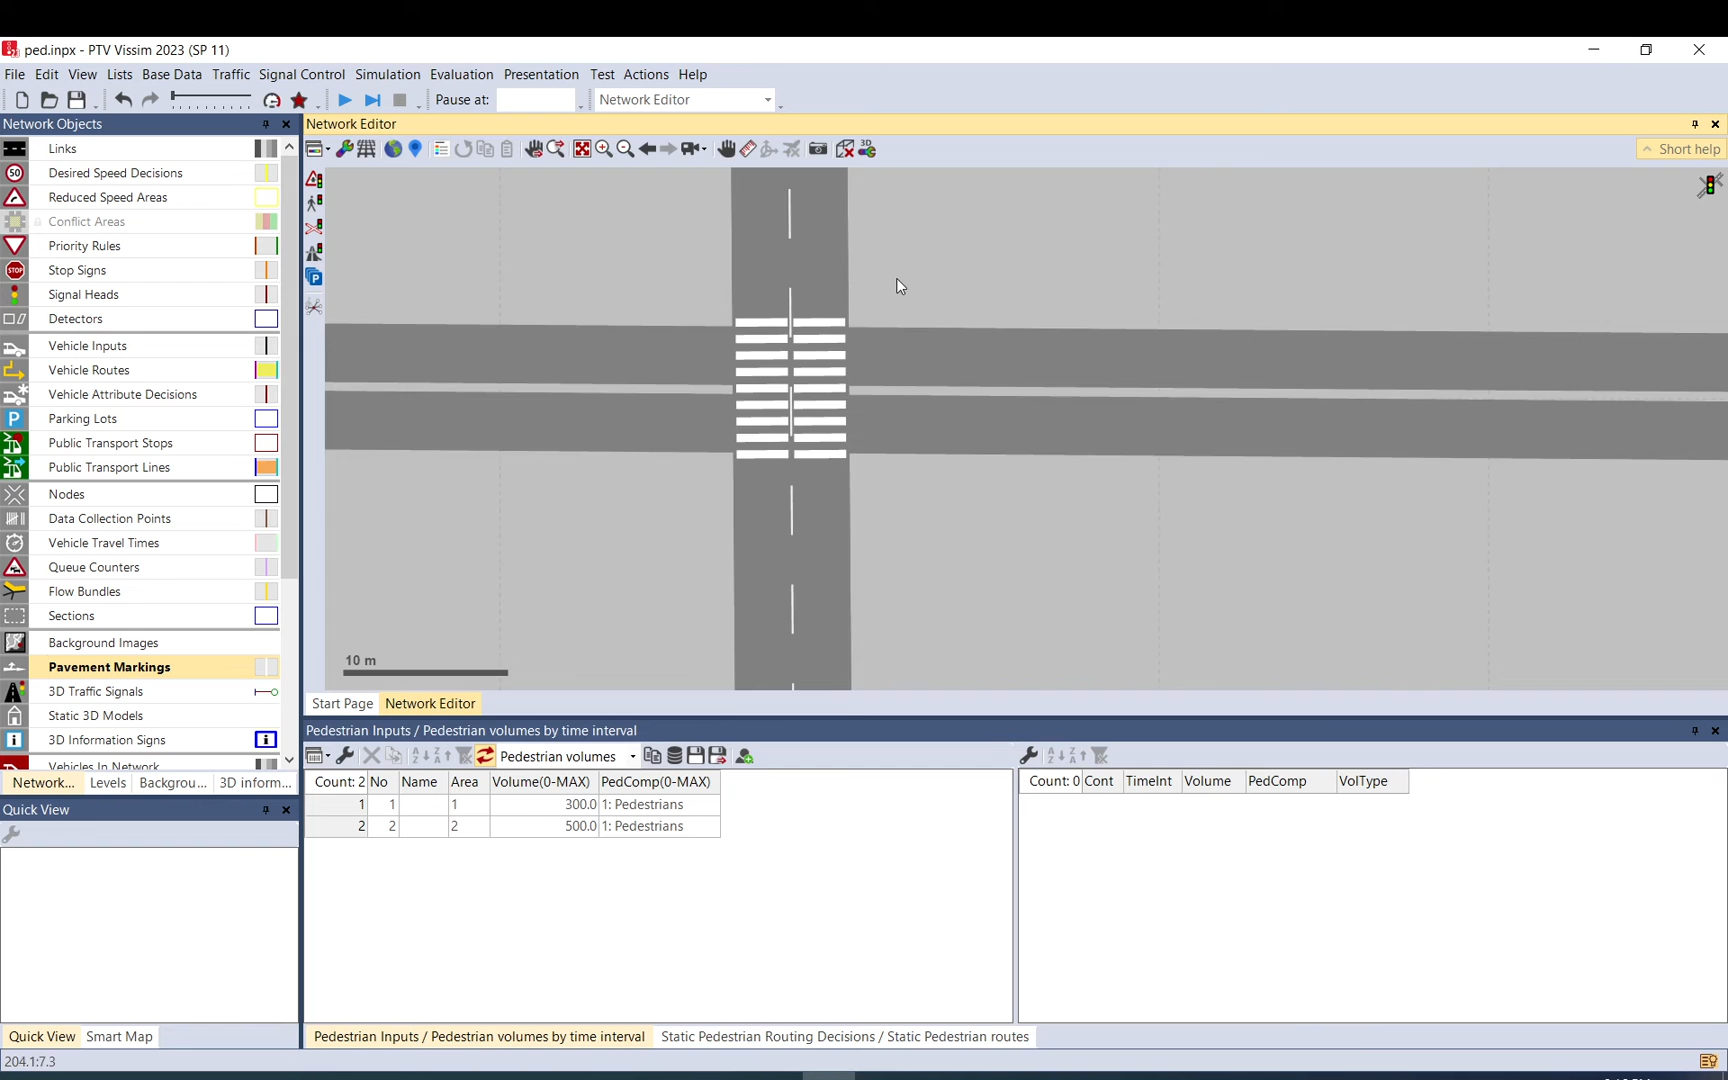 ped.inpx - PTV Vissim 2023 (SP 11)
File Edit View Lists Base Data Traffic Signal Control Simulation Evaluation Presentation Test Actions Help
Pause at: Network Editor
Network Objects
Links
50 Desired Speed Decisions
Reduced Speed Areas
Conflict Areas
Priority Rules
STOP Stop Signs
Signal Heads
Detectors
Vehicle Inputs
Vehicle Routes
Vehicle Attribute Decisions
P Parking Lots
Public Transport Stops
Public Transport Lines
Nodes
Data Collection Points
Vehicle Travel Times
Queue Counters
Flow Bundles
Sections
Background Images
Pavement Markings
3D Traffic Signals
Static 3D Models
3D Information Signs
Vehicles In Network
Network... Levels Backgrou... 3D inform...
Quick View
Quick View Smart Map
204.1:7.3
Network Editor
3D
Short help
P
10 m
Start Page Network Editor
Pedestrian Inputs / Pedestrian volumes by time interval
Pedestrian volumes
Count: 2 No Name Area Volume(0-MAX) PedComp(0-MAX)
1 1 1 300.0 1: Pedestrians
2 2 2 500.0 1: Pedestrians
Count: 0 Cont TimeInt Volume PedComp VolType
Pedestrian Inputs / Pedestrian volumes by time interval Static Pedestrian Routing Decisions / Static Pedestrian routes